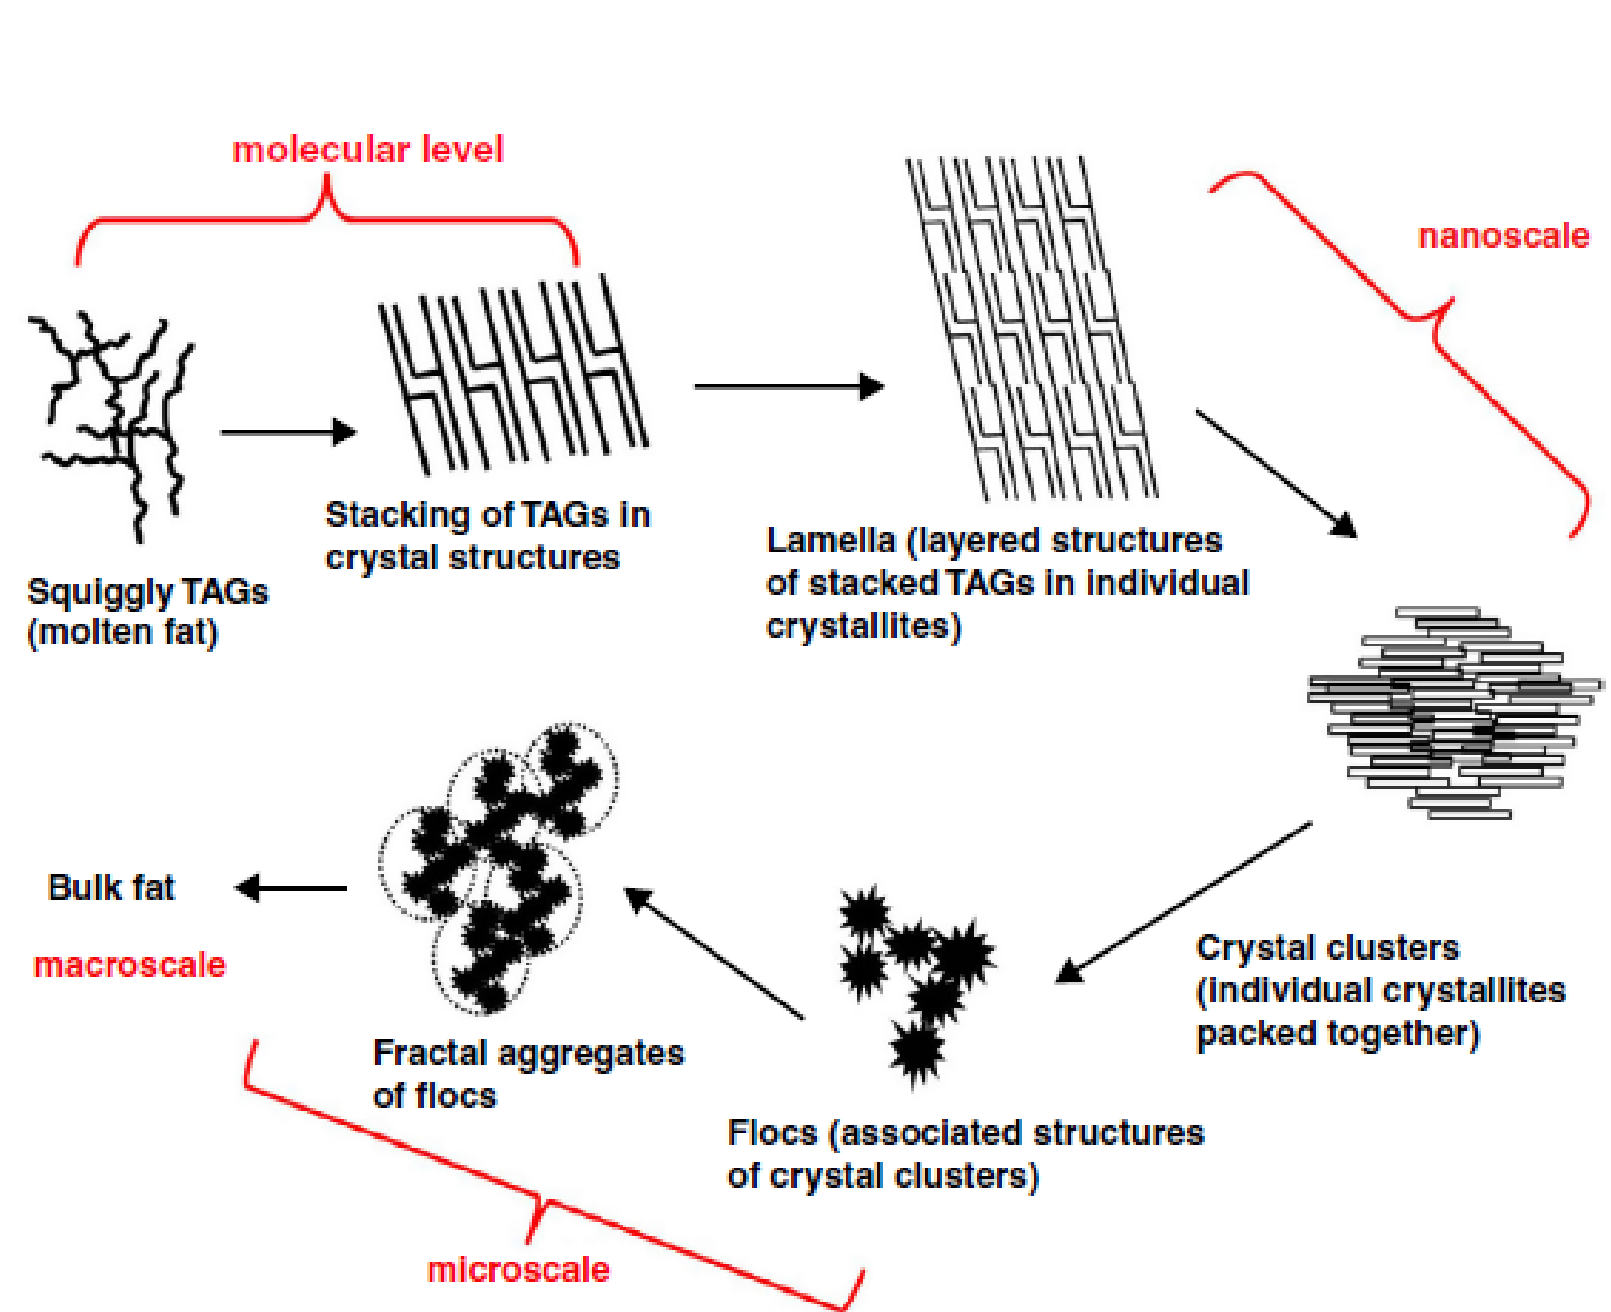 molecular level
nanoscale
Squiggly TAGs
(molten fat)
Stacking of TAGs in
crystal structures
Lamella (layered structures
of stacked TAGs in individual
crystallites)
Crystal clusters
(individual crystallites
packed together)
Flocs (associated structures
of crystal clusters)
Fractal aggregates
of flocs
microscale
Bulk fat
macroscale